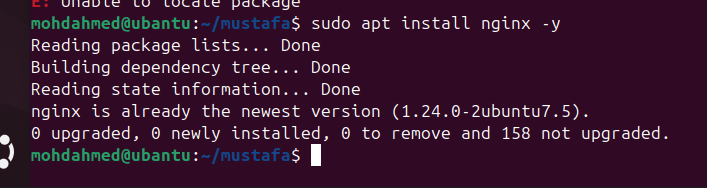 E: Unable to locate package
mohdahmed@ubantu:~/mustafa$ sudo apt install nginx -y
Reading package lists... Done
Building dependency tree... Done
Reading state information... Done
nginx is already the newest version (1.24.0-2ubuntu7.5).
0 upgraded, 0 newly installed, 0 to remove and 158 not upgraded.
mohdahmed@ubantu:~/mustafa$